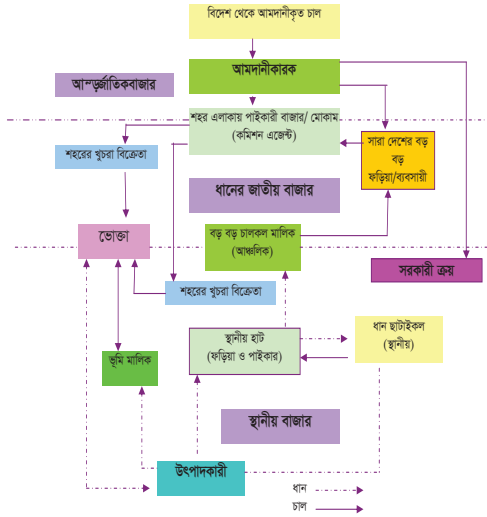 বিদেশ থেকে আমদানীকৃত চাল
আমদানীকারক
আন্তর্জাতিকবাজার
শহর এলাকায় পাইকারী বাজার/ মোকাম
(কমিশন এজেন্ট)
সারা দেশের বড়
বড়
ফড়িয়া/ব্যবসায়ী
শহরের খুচরা বিক্রেতা
ধানের জাতীয় বাজার
ভোক্তা
বড় বড় চালকল মালিক
(আঞ্চলিক)
সরকারী ক্রয়
শহরের খুচরা বিক্রেতা
স্থানীয় হাট
(ফড়িয়া ও পাইকার)
ধান ছাটাইকল
(স্থানীয়)
ভূমি মালিক
স্থানীয় বাজার
উৎপাদকারী
ধান
চাল